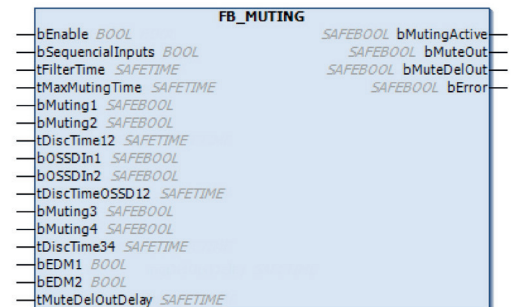 FB_MUTING
bEnable BOOL SAFEBOOL bMutingActive
bSequencialInputs BOOL SAFEBOOL bMuteOut
tFilterTime SAFETIME SAFEBOOL bMuteDelOut
tMaxMutingTime SAFETIME SAFEBOOL bError
bMuting1 SAFEBOOL
bMuting2 SAFEBOOL
tDiscTime12 SAFETIME
bOSSDIn1 SAFEBOOL
bOSSDIn2 SAFEBOOL
tDiscTimeOSSD12 SAFETIME
bMuting3 SAFEBOOL
bMuting4 SAFEBOOL
tDiscTime34 SAFETIME
bEDM1 BOOL
bEDM2 BOOL
tMuteDelOutDelay SAFETIME